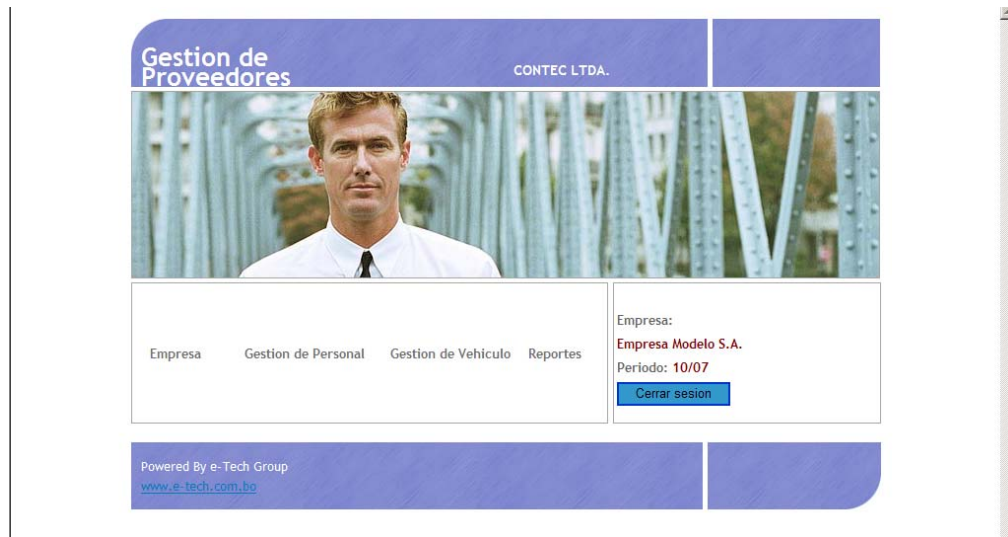 Gestion de
Proveedores
CONTEC LTDA.
Empresa
Gestion de Personal
Gestion de Vehiculo
Reportes
Empresa:
Empresa Modelo S.A.
Periodo: 10/07
Cerrar sesion
Powered By e-Tech Group
www.e-tech.com.bo